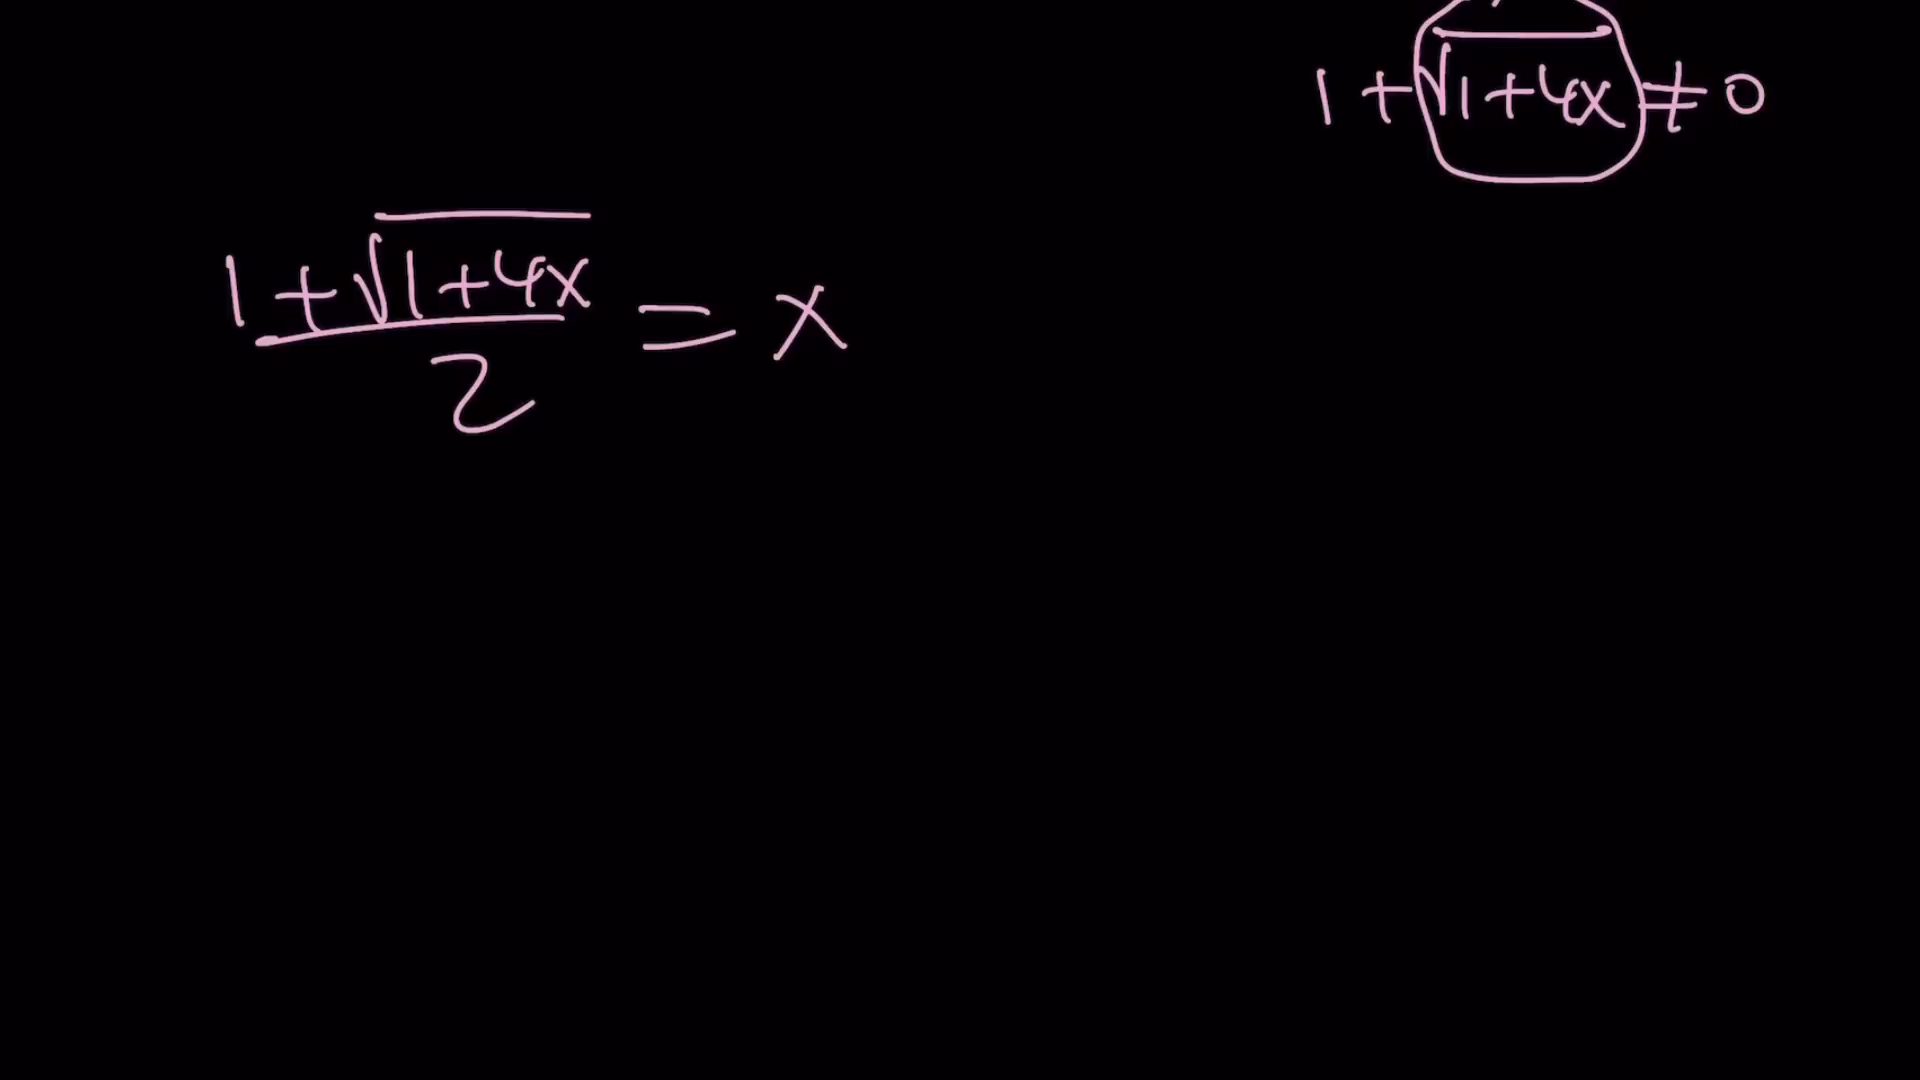 1 + √1+4x ≠ 0
1+√1+4x = x
2